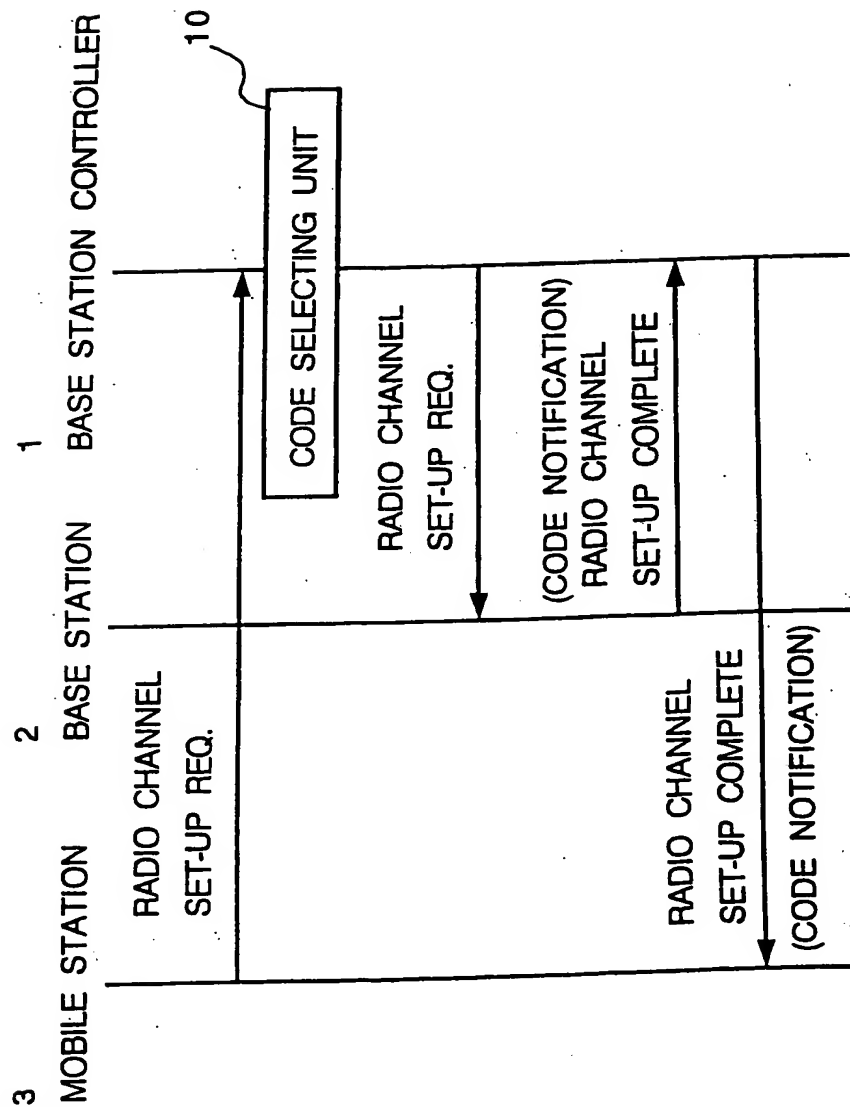 3
MOBILE STATION
2
BASE STATION
1
BASE STATION CONTROLLER
10
RADIO CHANNEL
SET-UP REQ.
CODE SELECTING UNIT
RADIO CHANNEL
SET-UP REQ.
(CODE NOTIFICATION)
RADIO CHANNEL
SET-UP COMPLETE
RADIO CHANNEL
SET-UP COMPLETE
(CODE NOTIFICATION)